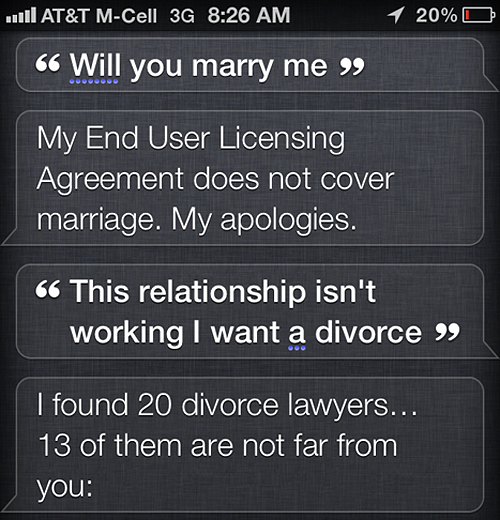 AT&T M-Cell 3G 8:26 AM 20%
“ Will you marry me ”
My End User Licensing
Agreement does not cover
marriage. My apologies.
“ This relationship isn't
working I want a divorce ”
I found 20 divorce lawyers...
13 of them are not far from
you: